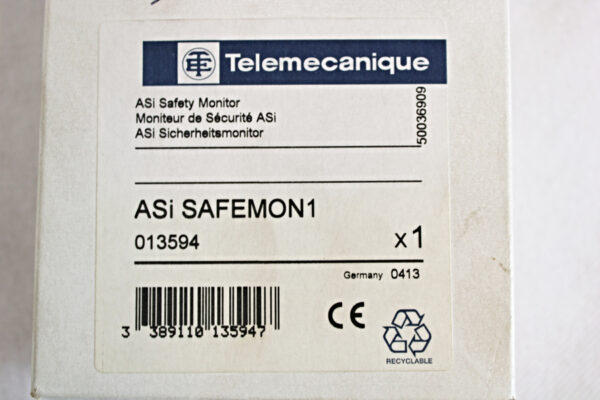 TE Telemecanique
ASi Safety Monitor
Moniteur de Sécurité ASi
ASi Sicherheitsmonitor
50036909
ASi SAFEMON1
013594
x1
Germany 0413
3 389110 135947
CE
RECYCLABLE